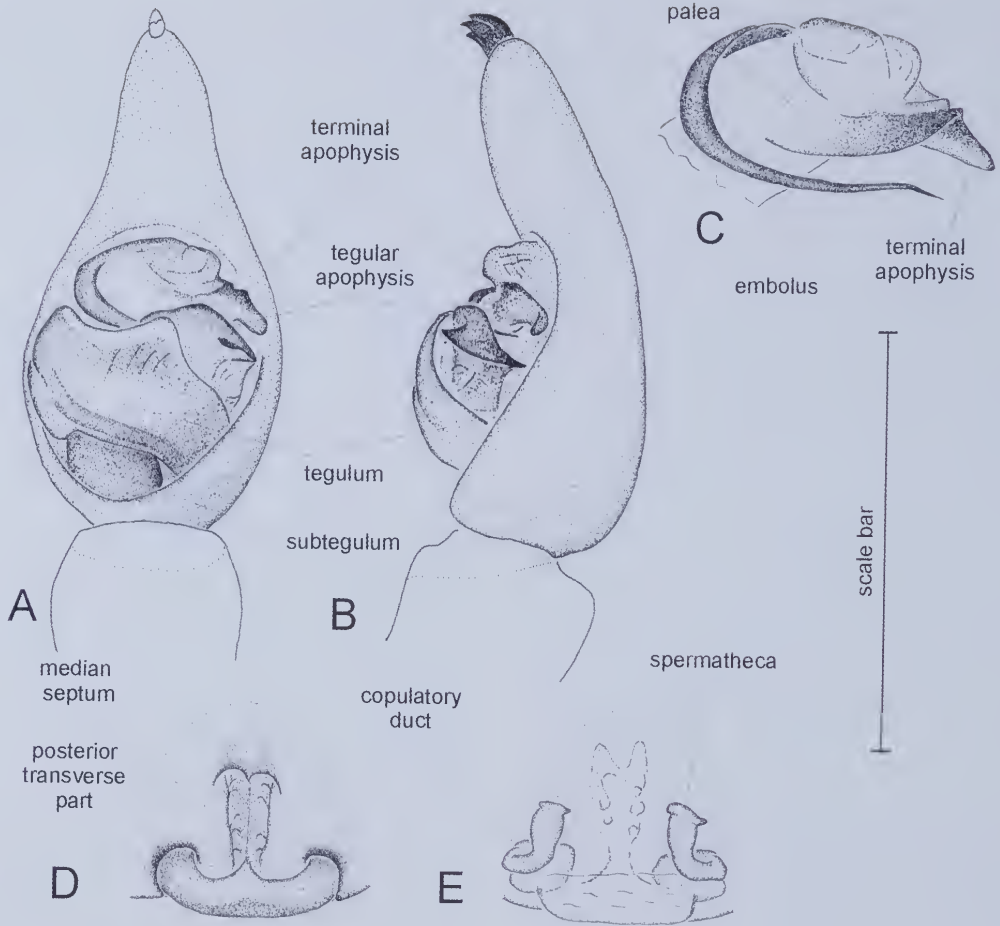 palea
terminal
apophysis
C
tegular
apophysis
terminal
apophysis
embolus
tegulum
subtegulum
scale bar
A
B
median
septum
spermatheca
copulatory
duct
posterior
transverse
part
D
E